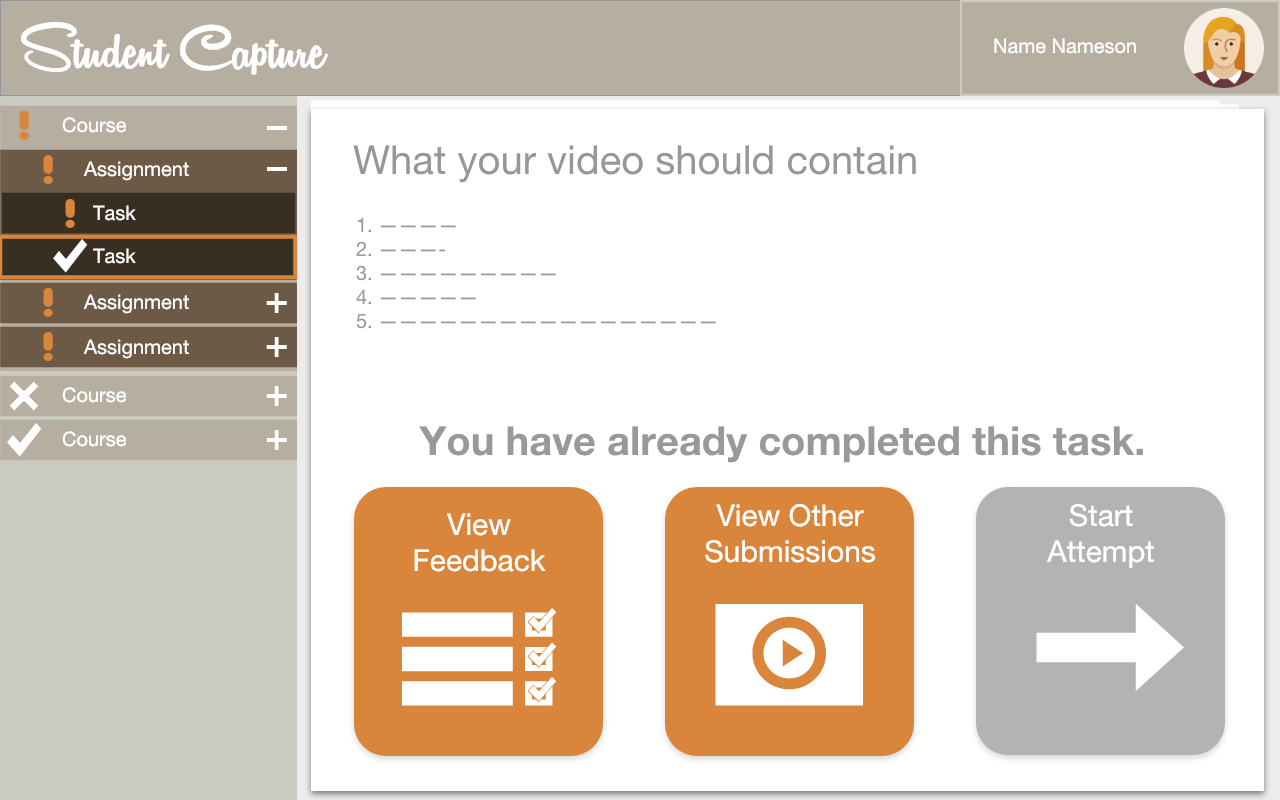 Student Capture
Name Nameson
Course
Assignment
Task
Task
Assignment
Assignment
Course
Course
What your video should contain
1. — — — —
2. — — — -
3. — — — — — — — — —
4. — — — — —
5. — — — — — — — — — — — — — — — — —
You have already completed this task.
View
Feedback
View Other
Submissions
Start
Attempt